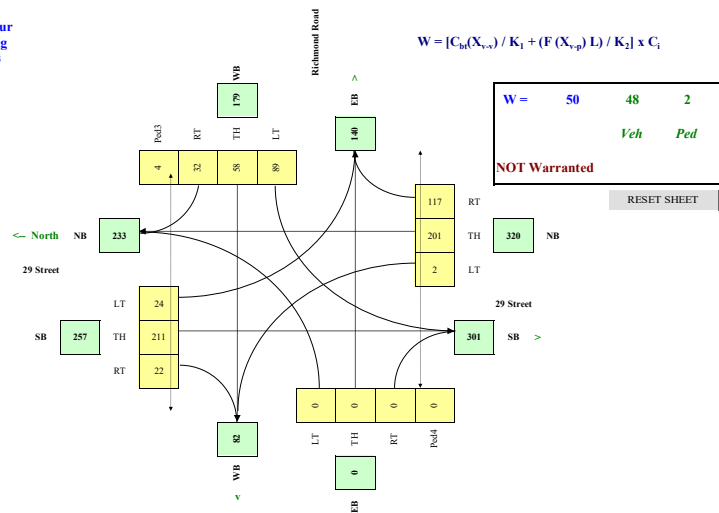 ur
g
W = [Cbt(Xv-v) / K1 + (F (Xv-p) L) / K2] x Ci
Richmond Road
WB
179
EB
^
140
W = 50 48 2
Veh Ped
NOT Warranted
RESET SHEET
Ped3 RT TH LT
4 32 58 89
117 RT
201 TH
2 LT
320 NB
<-- North NB 233
29 Street
29 Street
LT 24
SB 257 TH 211
RT 22
301 SB >
0 0 0 0
LT TH RT Ped4
82
WB
v
0
EB